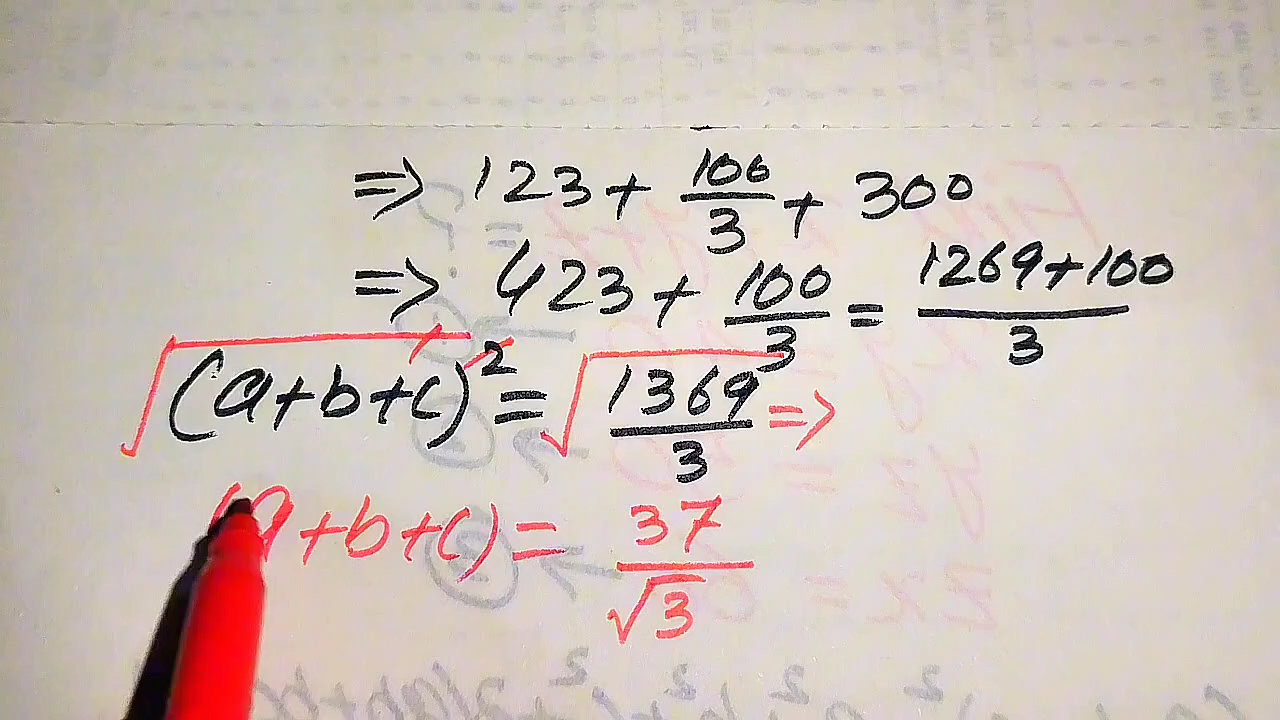 => 123 + 100/3 + 300
=> 423 + 100/3 = 1269+100/3
√(a+b+c)² = √1369/3 =>
(a+b+c) = 37/√3